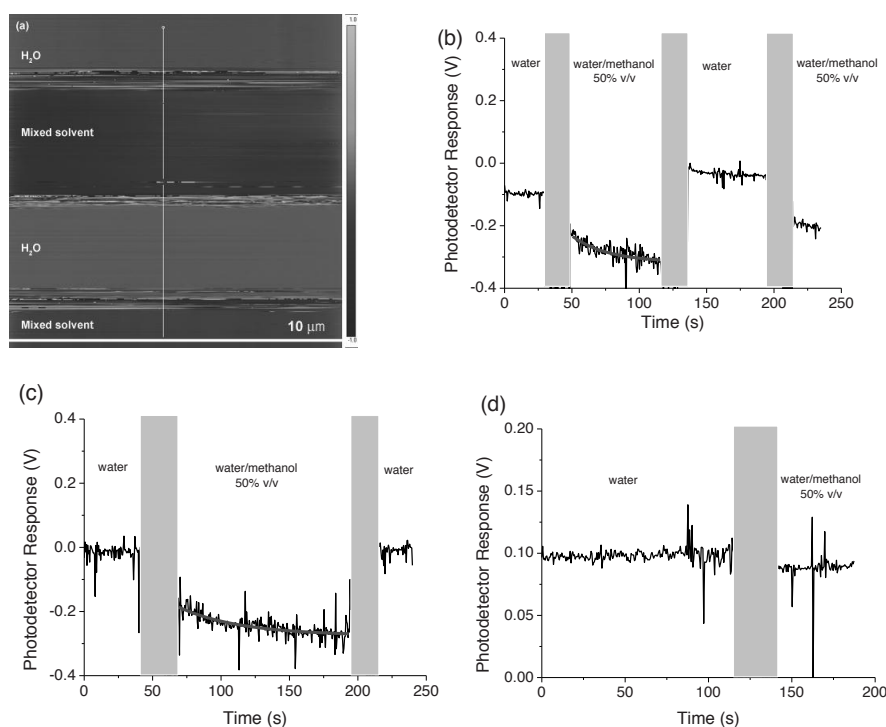 (a)
1.0
H₂O
Mixed solvent
H₂O
Mixed solvent
10 μm
-1.0
(b)
Photodetector Response (V)
0.4
0.2
0.0
-0.2
-0.4
water
water/methanol
50% v/v
water
water/methanol
50% v/v
0 50 100 150 200 250
Time (s)
(c)
Photodetector Response (V)
0.4
0.2
0.0
-0.2
-0.4
water
water/methanol
50% v/v
water
0 50 100 150 200 250
Time (s)
(d)
Photodetector Response (V)
0.20
0.15
0.10
0.05
0.00
water
water/methanol
50% v/v
0 50 100 150 200
Time (s)